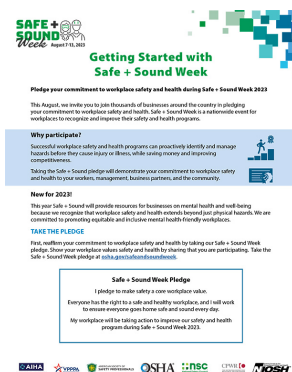 SAFE+
SOUND
Week August 7-13, 2023
Getting Started with
Safe + Sound Week
Pledge your commitment to workplace safety and health during Safe + Sound Week 2023
This August, we invite you to join thousands of businesses around the country in pledging
your commitment to workplace safety and health. Safe + Sound Week is a nationwide event for
workplaces to recognize and improve their safety and health programs.
Why participate?
Successful workplace safety and health programs can proactively identify and manage
hazards before they cause injury or illness, while saving money and improving
competitiveness.
Taking the Safe + Sound pledge will demonstrate your commitment to workplace safety
and health to your workers, management, business partners, and the community.
New for 2023!
This year Safe + Sound will provide resources for businesses on mental health and well-being
because we recognize that workplace safety and health extends beyond just physical hazards. We are
committed to promoting equitable and inclusive mental health-friendly workplaces.
TAKE THE PLEDGE
First, reaffirm your commitment to safety and health by taking our Safe + Sound Week
pledge. Show your workplace values safety and health by sharing that you are participating. Take the
Safe + Sound Week pledge at osha.gov/safeandsoundweek.
Safe + Sound Week Pledge
I pledge to make safety a core workplace value.
Everyone has the right to a safe and healthy workplace, and I will work
to ensure everyone goes home safe and sound every day.
My workplace will be taking action to improve our safety and health
program during Safe + Sound Week 2023.
AIHA
VPPPA
AMERICAN SOCIETY OF
SAFETY PROFESSIONALS
OSHA
nsc
CPWR
NIOSH